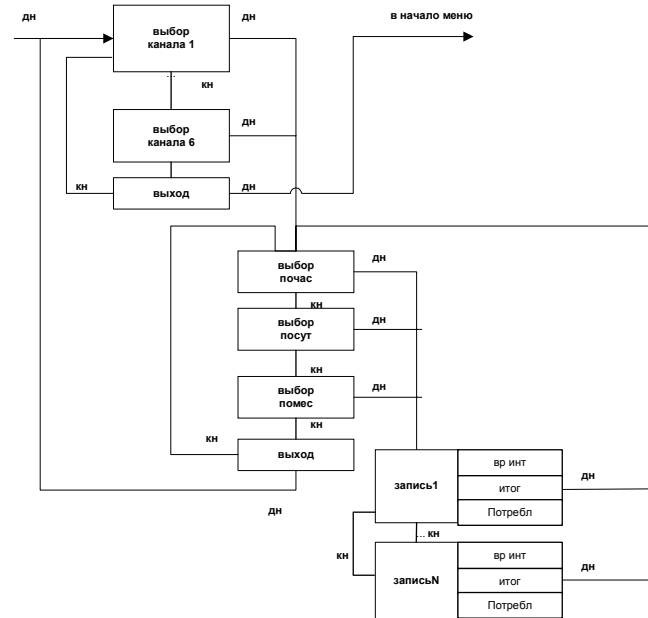 дн
выбор
канала 1
дн
в начало меню
...
кн
выбор
канала 6
дн
кн
выход
дн
выбор
почас
дн
кн
выбор
посут
дн
кн
выбор
помес
дн
кн
кн
выход
запись1
вр инт
итог
Потребл
дн
дн
... кн
кн
записьN
вр инт
итог
Потребл
дн